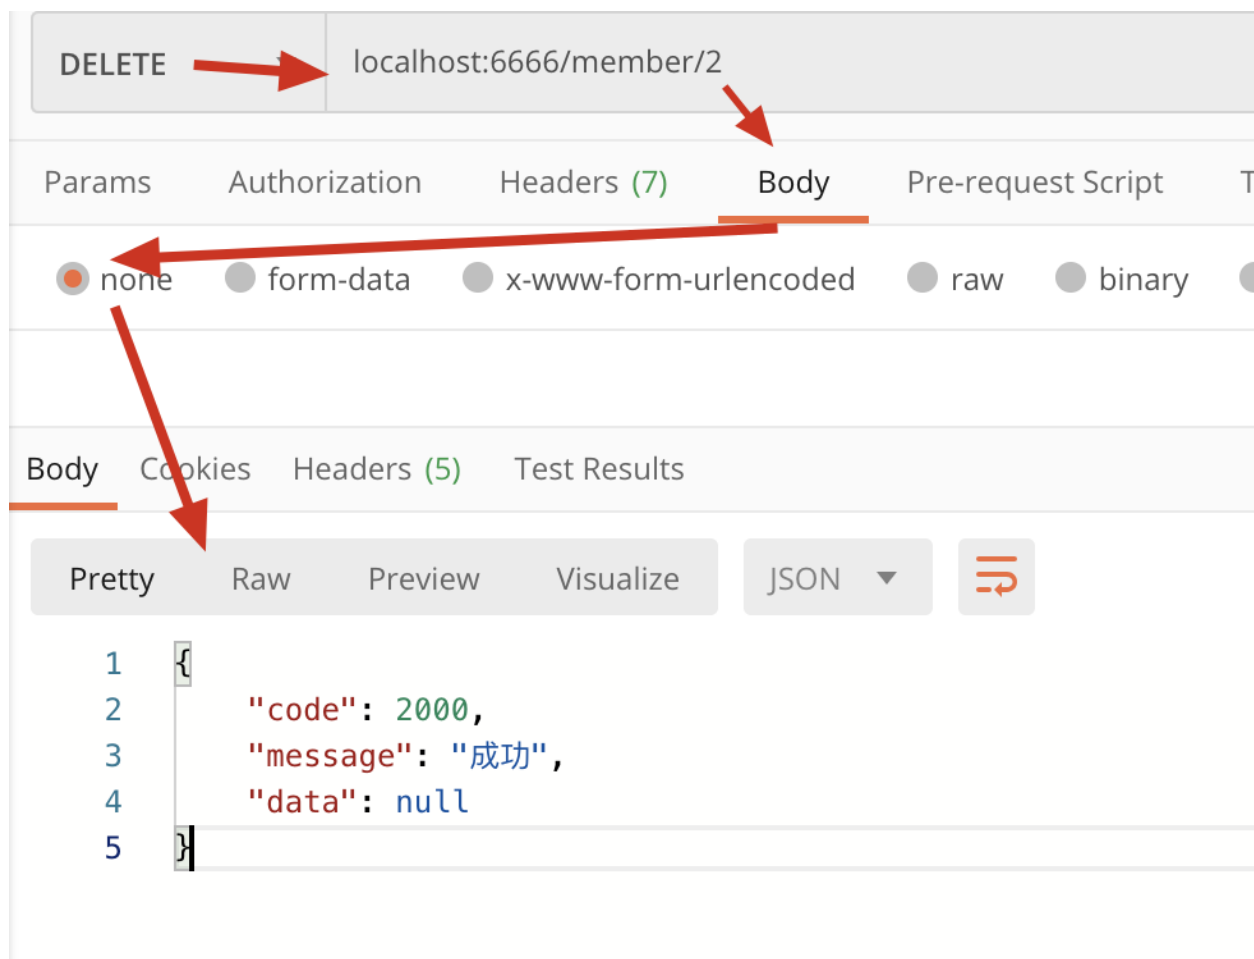 DELETE localhost:6666/member/2
Params Authorization Headers (7) Body Pre-request Script T
none form-data x-www-form-urlencoded raw binary
Body Cookies Headers (5) Test Results
Pretty Raw Preview Visualize JSON
1 {
2 "code": 2000,
3 "message": "成功",
4 "data": null
5 }